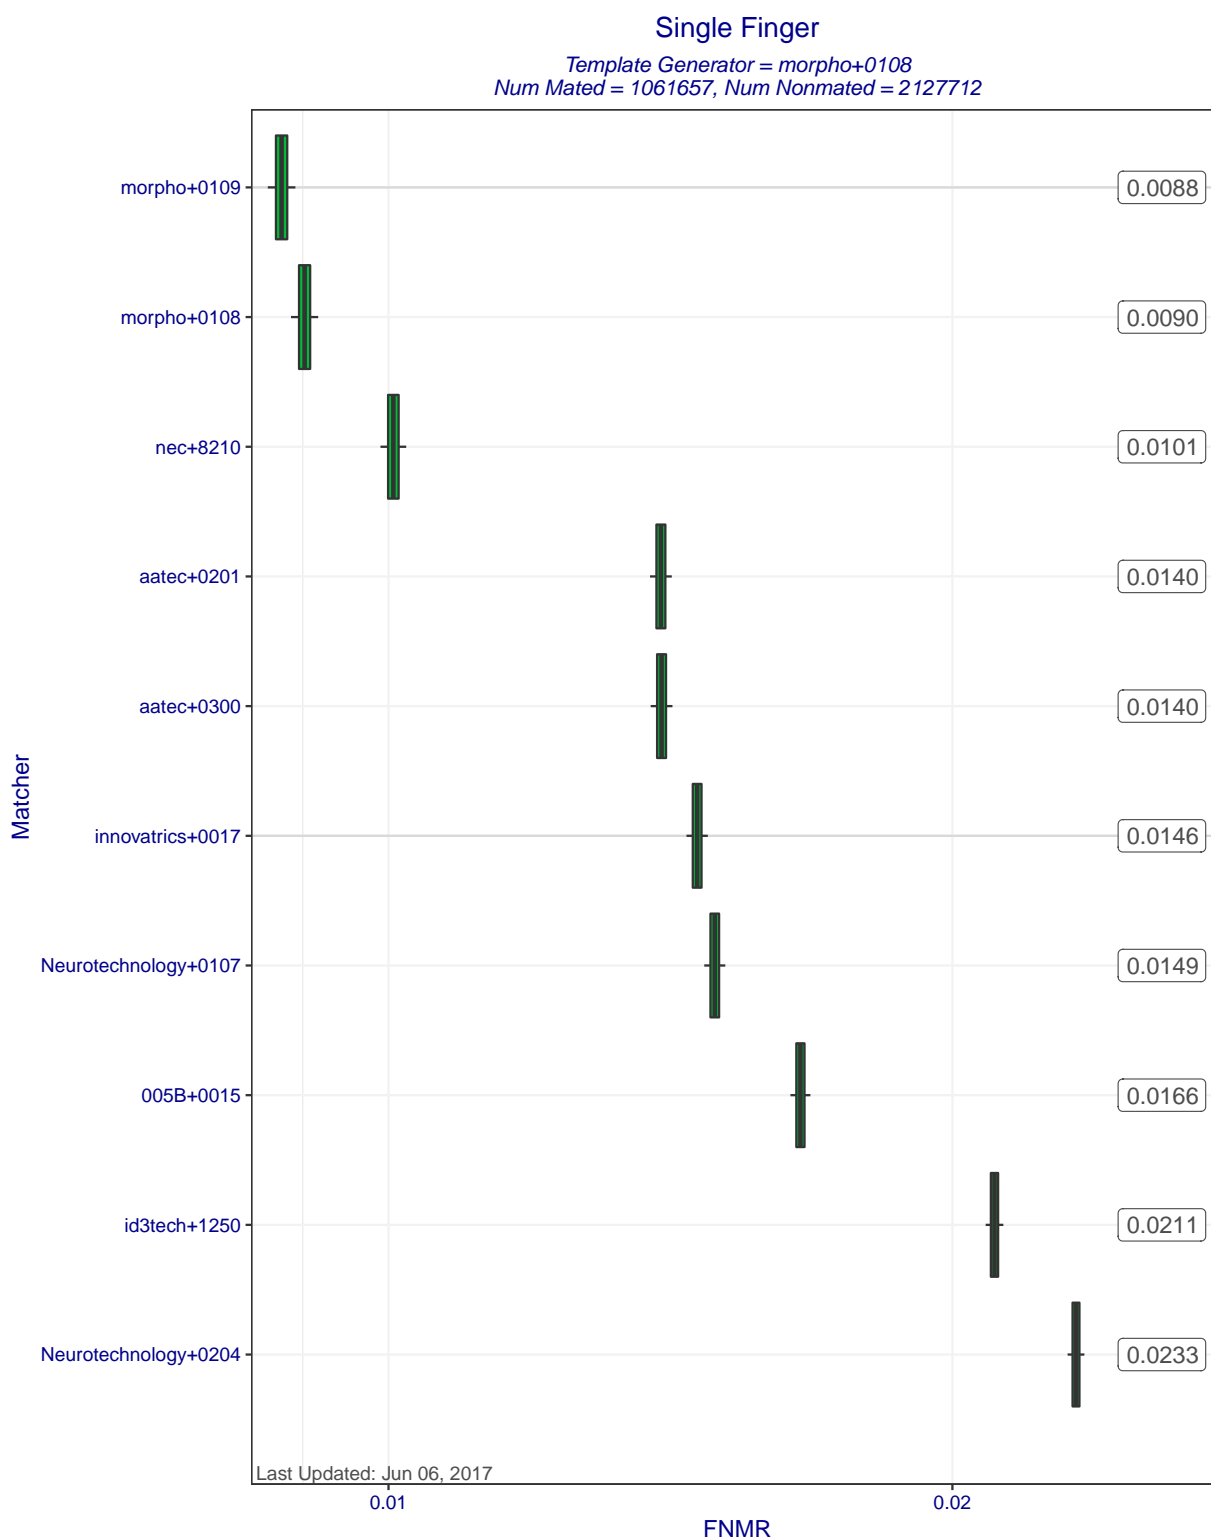 Single Finger
Template Generator = morpho+0108
Num Mated = 1061657, Num Nonmated = 2127712
morpho+0109 0.0088
morpho+0108 0.0090
nec+8210 0.0101
aatec+0201 0.0140
aatec+0300 0.0140
innovatrics+0017 0.0146
Neurotechnology+0107 0.0149
005B+0015 0.0166
id3tech+1250 0.0211
Neurotechnology+0204 0.0233
Matcher
Last Updated: Jun 06, 2017
0.01 0.02
FNMR